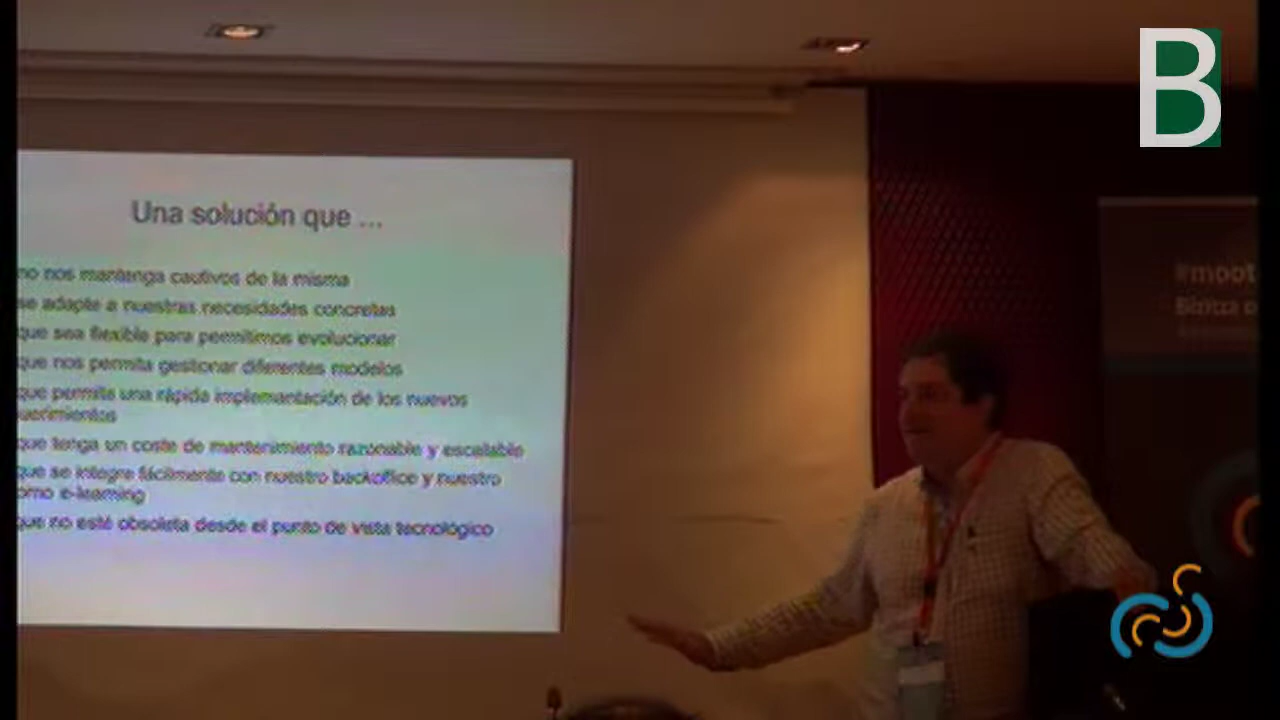 B
Una solución que ...
no nos mantenga cautivos de la misma
se adapte a nuestras necesidades concretas
que sea flexible para permitirnos evolucionar
que nos permita gestionar diferentes modelos
que permita una rápida implementación de los nuevos
uerimientos
que tenga un coste de mantenimiento razonable y escalable
que se integre fácilmente con nuestro backoffice y nuestro
orno e-learning
que no esté obsoleta desde el punto de vista tecnológico
#moot